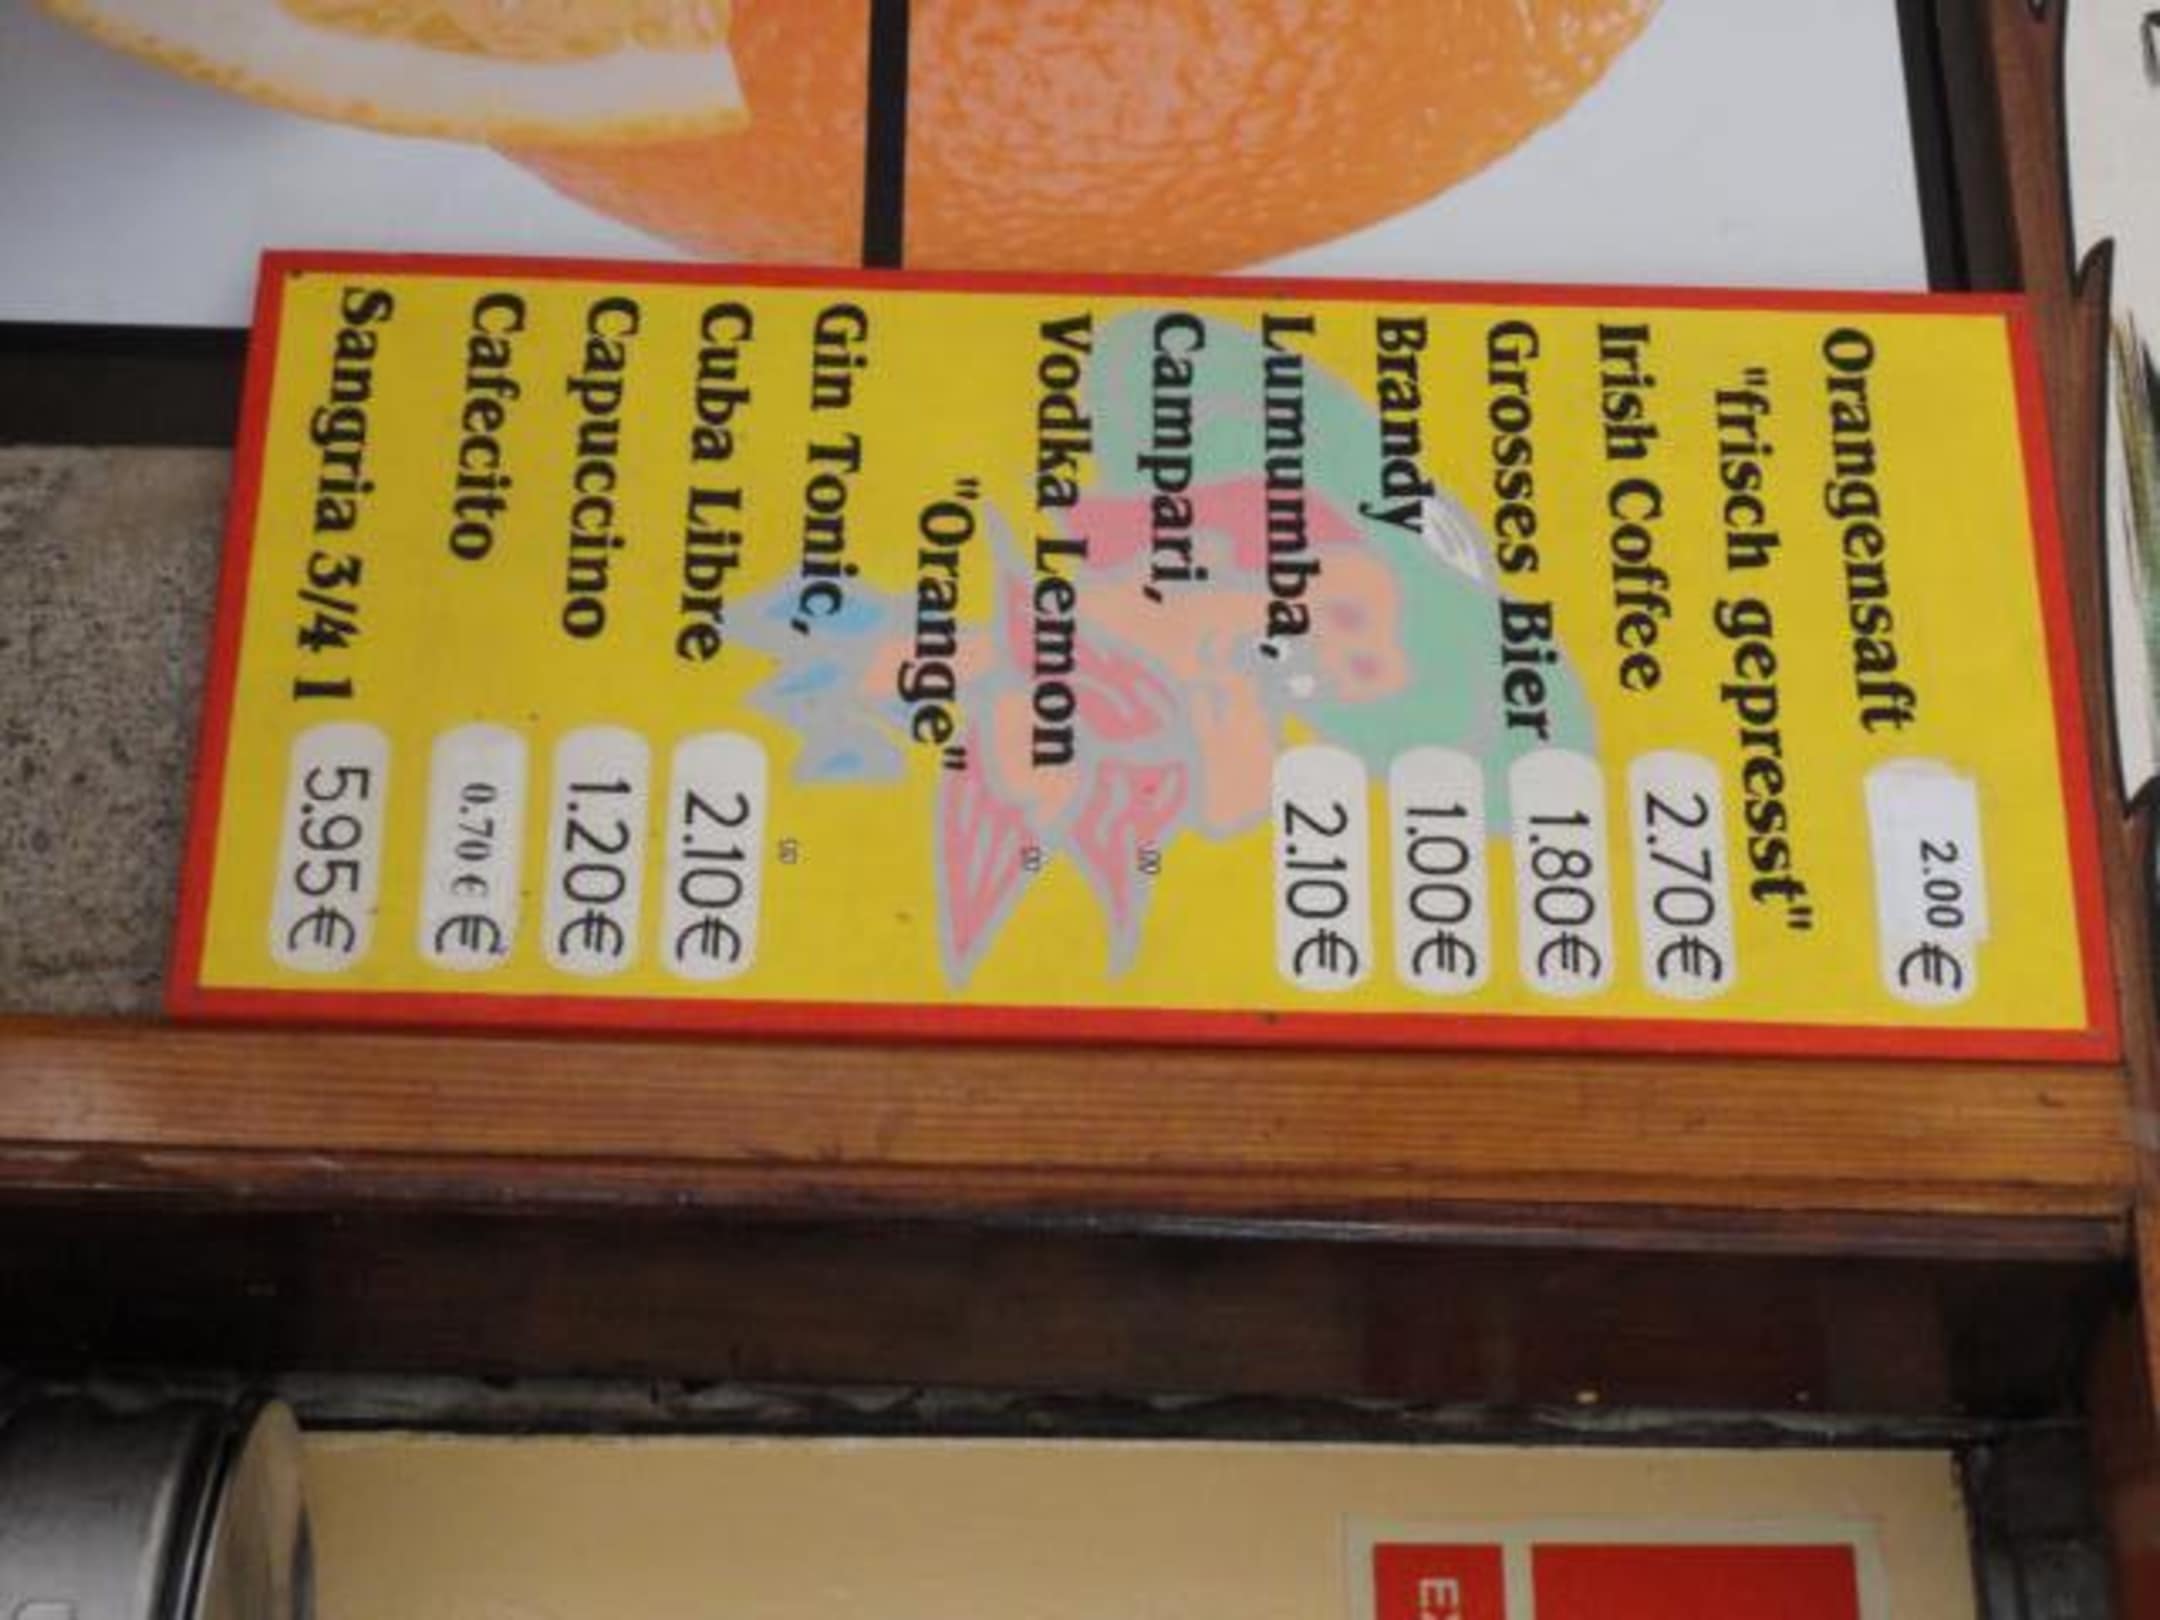 Orangensaft 2.00 €
"frisch gepresst"
Irish Coffee 2.70€
Grosses Bier 1.80€
Brandy 1.00€
Lumumba, 2.10€
Campari,
Vodka Lemon
"Orange"
Gin Tonic,
Cuba Libre 2.10€
Capuccino 1.20€
Cafecito 0.70 € €
Sangria 3/4 l 5.95€